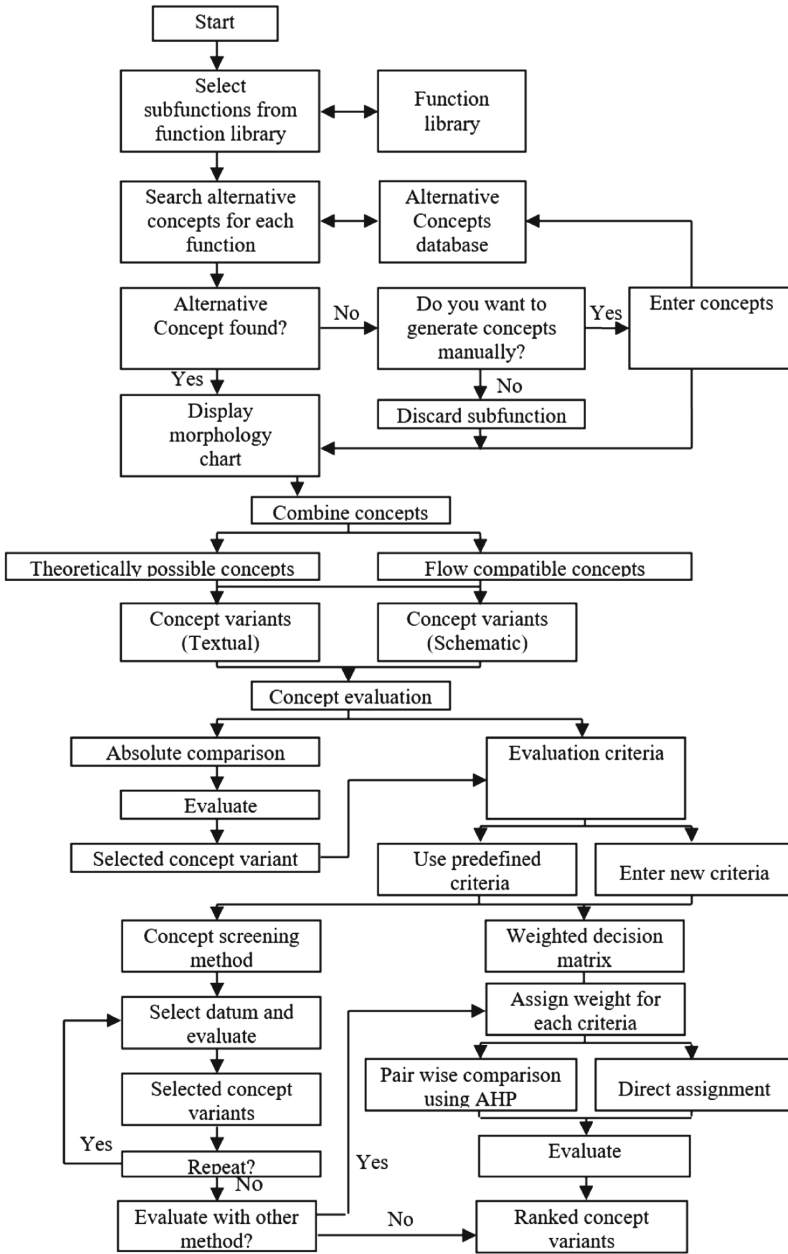 Start
Select
subfunctions from
function library
Function
library
Search alternative
concepts for each
function
Alternative
Concepts
database
Alternative
Concept found?
No
Do you want to
generate concepts
manually?
Yes
Enter concepts
Yes
No
Display
morphology
chart
Discard subfunction
Combine concepts
Theoretically possible concepts
Flow compatible concepts
Concept variants
(Textual)
Concept variants
(Schematic)
Concept evaluation
Absolute comparison
Evaluation criteria
Evaluate
Selected concept variant
Use predefined
criteria
Enter new criteria
Concept screening
method
Weighted decision
matrix
Select datum and
evaluate
Assign weight for
each criteria
Selected concept
variants
Pair wise comparison
using AHP
Direct assignment
Yes
Repeat?
No
Yes
Evaluate
Evaluate with other
method?
No
Ranked concept
variants